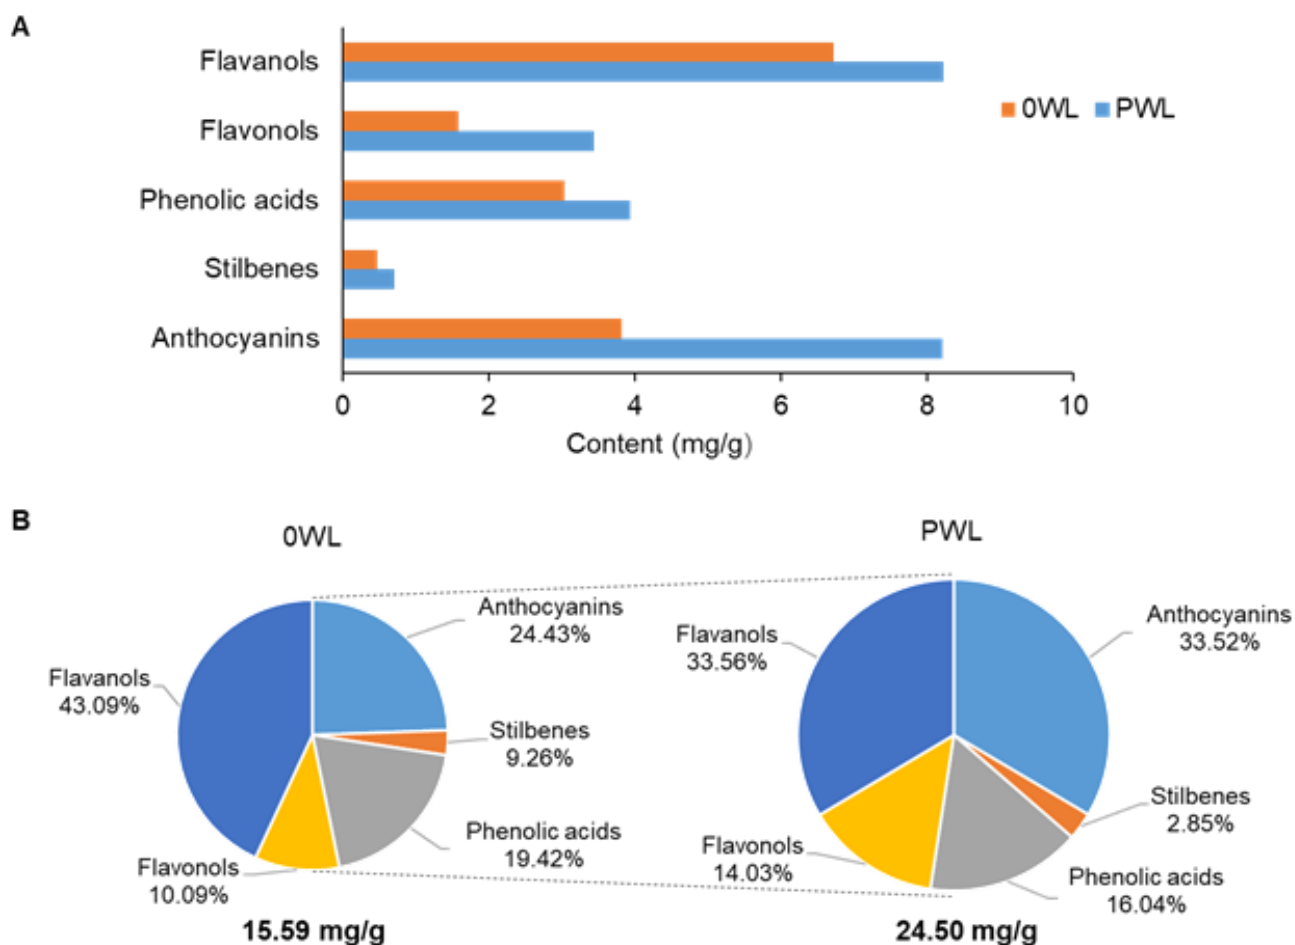 A
Flavanols
Flavonols
Phenolic acids
Stilbenes
Anthocyanins
0WL PWL
0 2 4 6 8 10
Content (mg/g)
B
0WL
PWL
Anthocyanins
24.43%
Stilbenes
9.26%
Phenolic acids
19.42%
Flavonols
10.09%
Flavanols
43.09%
15.59 mg/g
Anthocyanins
33.52%
Stilbenes
2.85%
Phenolic acids
16.04%
Flavonols
14.03%
Flavanols
33.56%
24.50 mg/g